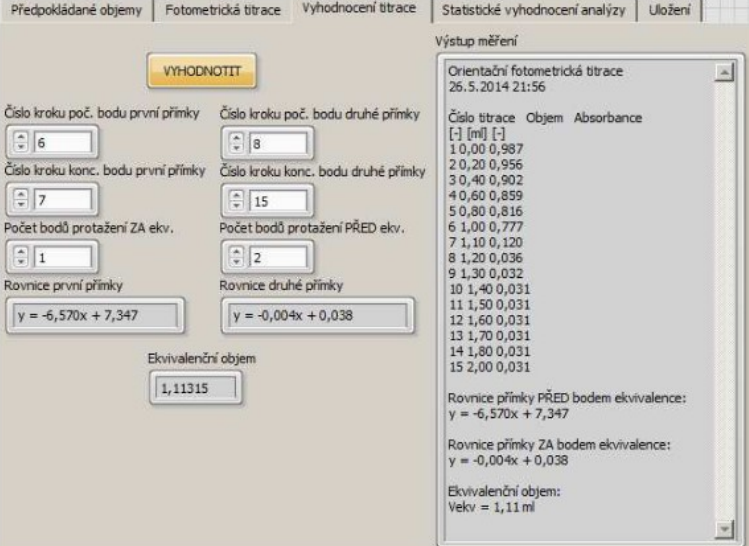 Předpokládané objemy
Fotometrická titrace
Vyhodnocení titrace
Statistické vyhodnocení analýzy
Uložení
VYHODNOTIT
Číslo kroku poč. bodu první přímky
6
Číslo kroku poč. bodu druhé přímky
8
Číslo kroku konc. bodu první přímky
7
Číslo kroku konc. bodu druhé přímky
15
Počet bodů protažení ZA ekv.
1
Počet bodů protažení PŘED ekv.
2
Rovnice první přímky
y = -6,570x + 7,347
Rovnice druhé přímky
y = -0,004x + 0,038
Ekvivalenční objem
1,11315
Výstup měření
Orientační fotometrická titrace
26.5.2014 21:56
Číslo titrace Objem Absorbance
[-] [ml] [-]
1 0,00 0,987
2 0,20 0,956
3 0,40 0,902
4 0,60 0,859
5 0,80 0,816
6 1,00 0,777
7 1,10 0,120
8 1,20 0,036
9 1,30 0,032
10 1,40 0,031
11 1,50 0,031
12 1,60 0,031
13 1,70 0,031
14 1,80 0,031
15 2,00 0,031
Rovnice přímky PŘED bodem ekvivalence:
y = -6,570x + 7,347
Rovnice přímky ZA bodem ekvivalence:
y = -0,004x + 0,038
Ekvivalenční objem:
Vekv = 1,11 ml